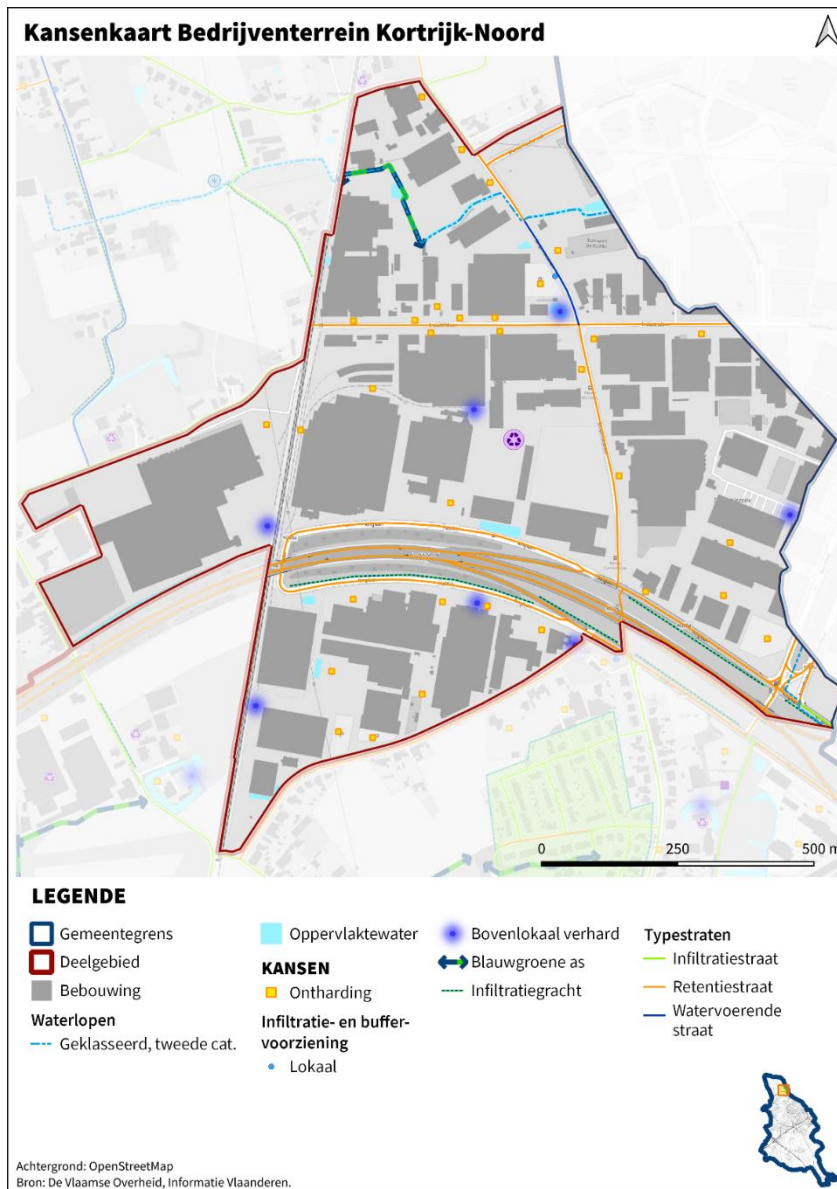 Kansenkaart Bedrijventerrein Kortrijk-Noord
0
250
500 m
LEGENDE
Gemeentegrens
Deelgebied
Bebouwing
Waterlopen
Geklasseerd, tweede cat.
Oppervlaktewater
KANSEN
Ontharding
Infiltratie- en buffer-
voorziening
Lokaal
Bovenlokaal verhard
Blauwgroene as
Infiltratiegracht
Typestraten
Infiltratiestraat
Retentiestraat
Watervoerende
straat
Achtergrond: OpenStreetMap
Bron: De Vlaamse Overheid, Informatie Vlaanderen.